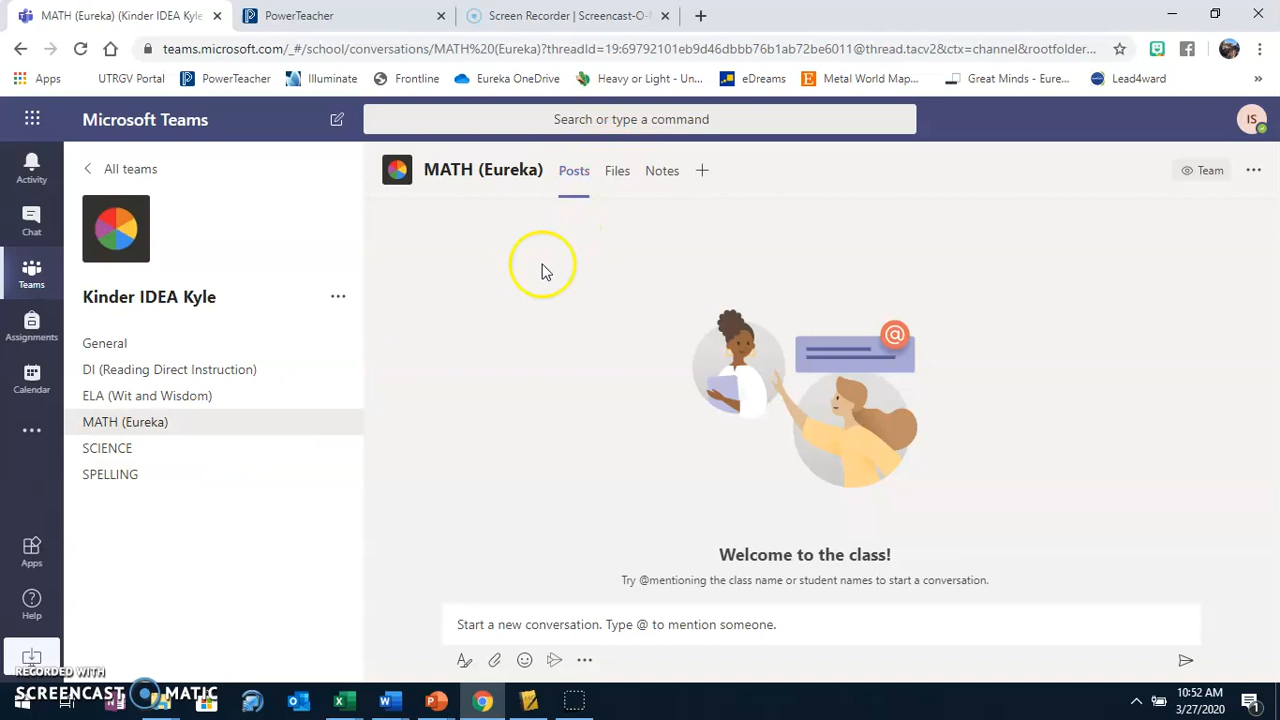 MATH (Eureka) (Kinder IDEA Kyle
PowerTeacher
Screen Recorder | Screencast-O-
teams.microsoft.com/_#/school/conversations/MATH%20(Eureka)?threadId=19:69792101eb9d46dbbb76b1ab72be6011@thread.tacv2&ctx=channel&rootfolder...
Apps
UTRGV Portal
PowerTeacher
Illuminate
Frontline
Eureka OneDrive
Heavy or Light - Un...
eDreams
Metal World Map...
Great Minds - Eure...
Lead4ward
»
Microsoft Teams
Search or type a command
IS
Activity
Chat
Teams
Assignments
Calendar
Apps
Help
All teams
Kinder IDEA Kyle
General
DI (Reading Direct Instruction)
ELA (Wit and Wisdom)
MATH (Eureka)
SCIENCE
SPELLING
MATH (Eureka)
Posts
Files
Notes
Team
@
Welcome to the class!
Try @mentioning the class name or student names to start a conversation.
Start a new conversation. Type @ to mention someone.
RECORDED WITH
SCREENCAST MATIC
10:52 AM
3/27/2020